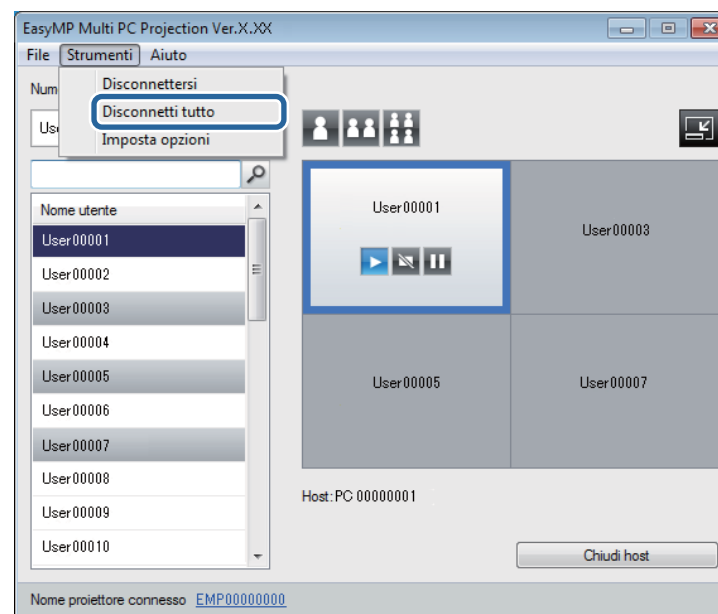 EasyMP Multi PC Projection Ver.X.XX
File Strumenti Aiuto
Num
Disconnettersi
Disconnetti tutto
Imposta opzioni
Nome utente
User00001
User00002
User00003
User00004
User00005
User00006
User00007
User00008
User00009
User00010
User00001
User00003
User00005
User00007
Host:PC 00000001
Chiudi host
Nome proiettore connesso EMP00000000